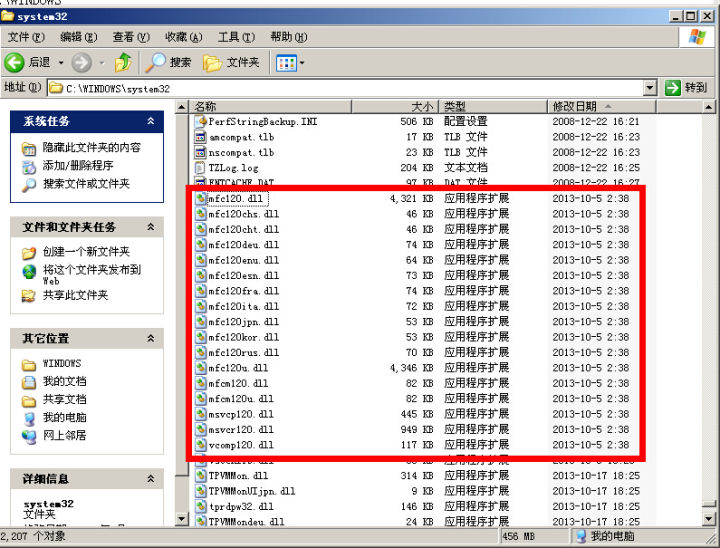 C:\WINDOWS
system32
文件(F) 编辑(E) 查看(V) 收藏(A) 工具(T) 帮助(H)
后退 搜索 文件夹
地址(D) C:\WINDOWS\system32 转到
系统任务
隐藏此文件夹的内容
添加/删除程序
搜索文件或文件夹
文件和文件夹任务
创建一个新文件夹
将这个文件夹发布到
Web
共享此文件夹
其它位置
WINDOWS
我的文档
共享文档
我的电脑
网上邻居
详细信息
system32
文件夹
名称 大小 类型 修改日期
PerfStringBackup.INI 506 KB 配置设置 2008-12-22 16:21
amcompat.tlb 17 KB TLB 文件 2008-12-22 16:23
nscompat.tlb 23 KB TLB 文件 2008-12-22 16:23
TZLog.log 204 KB 文本文档 2008-12-22 16:25
FNTCACHE.DAT 97 KB DAT 文件 2008-12-22 16:27
mfc120.dll 4,321 KB 应用程序扩展 2013-10-5 2:38
mfc120chs.dll 46 KB 应用程序扩展 2013-10-5 2:38
mfc120cht.dll 46 KB 应用程序扩展 2013-10-5 2:38
mfc120deu.dll 74 KB 应用程序扩展 2013-10-5 2:38
mfc120enu.dll 64 KB 应用程序扩展 2013-10-5 2:38
mfc120esn.dll 73 KB 应用程序扩展 2013-10-5 2:38
mfc120fra.dll 74 KB 应用程序扩展 2013-10-5 2:38
mfc120ita.dll 72 KB 应用程序扩展 2013-10-5 2:38
mfc120jpn.dll 53 KB 应用程序扩展 2013-10-5 2:38
mfc120kor.dll 53 KB 应用程序扩展 2013-10-5 2:38
mfc120rus.dll 70 KB 应用程序扩展 2013-10-5 2:38
mfc120u.dll 4,346 KB 应用程序扩展 2013-10-5 2:38
mfcm120.dll 82 KB 应用程序扩展 2013-10-5 2:38
mfcm120u.dll 82 KB 应用程序扩展 2013-10-5 2:38
msvcp120.dll 445 KB 应用程序扩展 2013-10-5 2:38
msvcr120.dll 949 KB 应用程序扩展 2013-10-5 2:38
vcomp120.dll 117 KB 应用程序扩展 2013-10-5 2:38
TPVMMon.dll 314 KB 应用程序扩展 2013-10-17 18:25
TPVMMonUIjpn.dll 9 KB 应用程序扩展 2013-10-17 18:25
tprdpw32.dll 146 KB 应用程序扩展 2013-10-17 18:25
TPVMMondeu.dll 24 KB 应用程序扩展 2013-10-17 18:25
2,207 个对象 456 MB 我的电脑